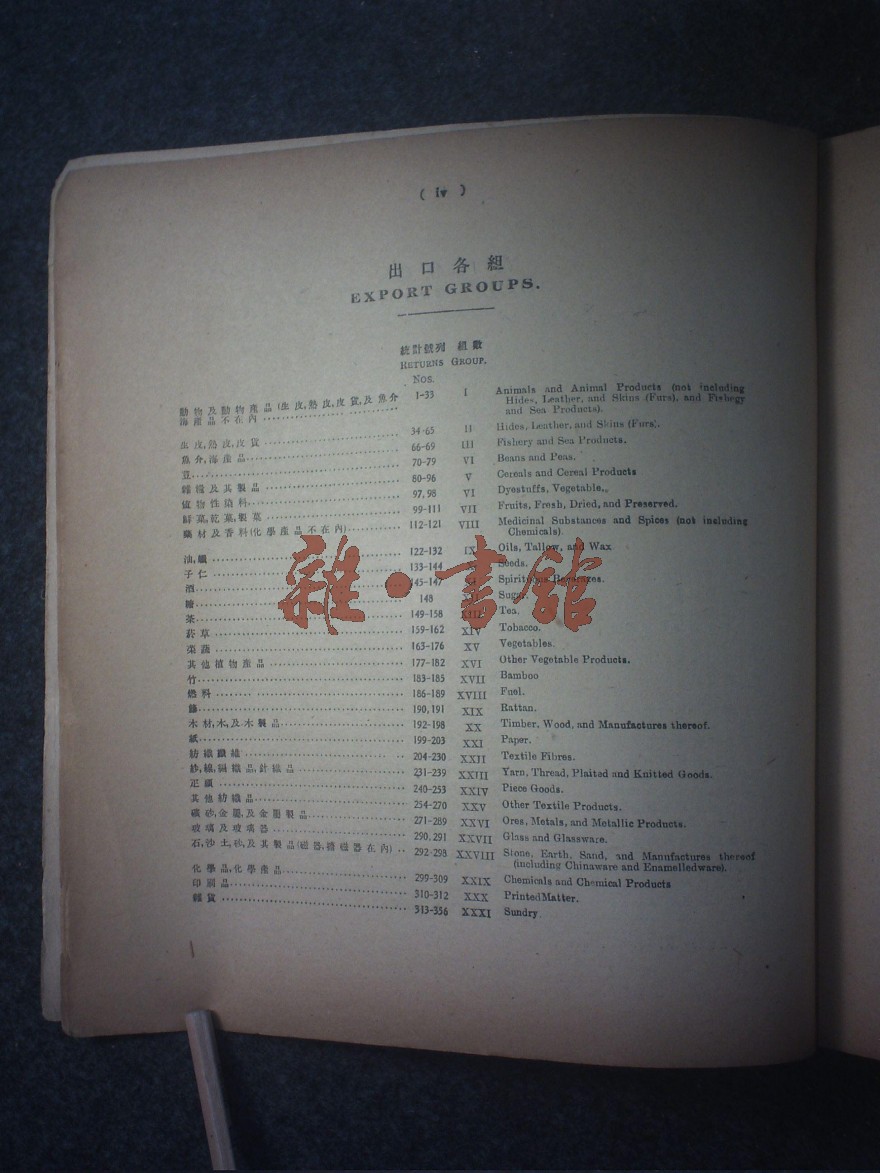 ( iv )
出口各組
EXPORT GROUPS.
統計號列 組數
RETURNS GROUP.
NOS.
動物及動物產品(生皮,熟皮,皮貨,及魚介 1-33 I Animals and Animal Products (not including
海產品不在內 Hides, Leather, and Skins (Furs), and Fishegy
and Sea Products).
生皮,熟皮,皮貨 34-65 II Hides, Leather, and Skins (Furs).
魚介,海產品 66-69 III Fishery and Sea Products.
荳 70-79 VI Beans and Peas.
雜糧及其製品 80-96 V Cereals and Cereal Products
植物性染料 97, 98 VI Dyestuffs, Vegetable.
鮮菓,乾菓,製菓 99-111 VII Fruits, Fresh, Dried, and Preserved.
藥材及香料(化學產品不在內) 112-121 VIII Medicinal Substances and Spices (not including
Chemicals).
油,蠟 122-132 IX Oils, Tallow, and Wax
子仁 133-144 Seeds.
酒 145-147 Spirituous Beverages.
糖 148 Sugar.
茶 149-158 XIII Tea.
菸草 159-162 XIV Tobacco.
菜蔬 163-176 XV Vegetables.
其他植物產品 177-182 XVI Other Vegetable Products.
竹 183-185 XVII Bamboo
燃料 186-189 XVIII Fuel.
籐 190, 191 XIX Rattan.
木材,木,及木製品 192-198 XX Timber, Wood, and Manufactures thereof.
紙 199-203 XXI Paper.
紡織纖維 204-230 XXII Textile Fibres.
紗,線,編織品,針織品 231-239 XXIII Yarn, Thread, Plaited and Knitted Goods.
疋頭 240-253 XXIV Piece Goods.
其他紡織品 254-270 XXV Other Textile Products.
礦砂,金屬,及金屬製品 271-289 XXVI Ores, Metals, and Metallic Products.
玻璃及玻璃器 290, 291 XXVII Glass and Glassware.
石,沙土,砂,及其製品(磁器,搪磁器在內) 292-298 XXVIII Stone, Earth, Sand, and Manufactures thereof
(including Chinaware and Enamelledware).
化學品,化學產品 299-309 XXIX Chemicals and Chemical Products
印刷品 310-312 XXX PrintedMatter.
雜貨 313-356 XXXI Sundry
雜·書館